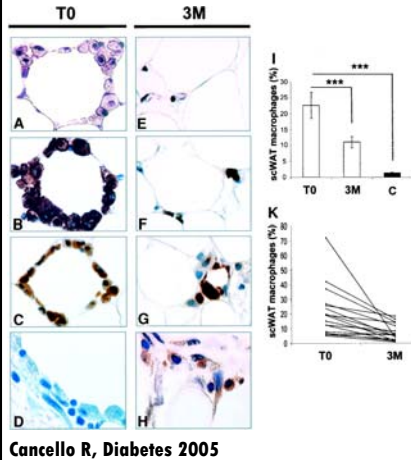 T0 3M
A E
B F
C G
D H
I
scWAT macrophages (%)
30
25
20
15
10
5
0
***
***
T0 3M C
K
scWAT macrophages (%)
80
70
60
50
40
30
20
10
0
T0 3M
Cancello R, Diabetes 2005